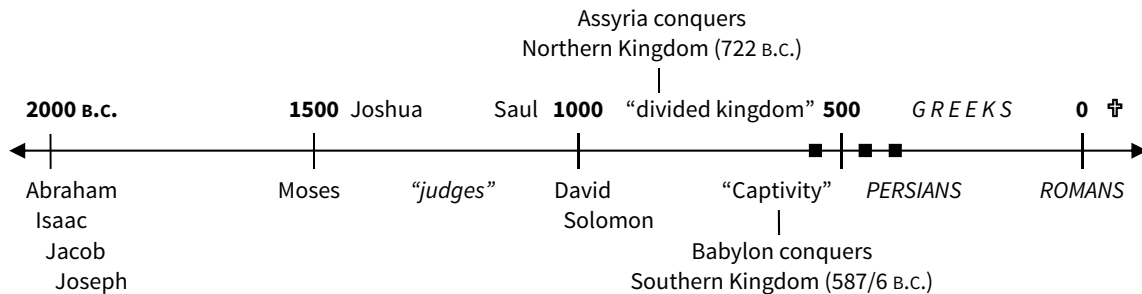 Assyria conquers
Northern Kingdom (722 B.C.)
2000 B.C. 1500 Joshua Saul 1000 “divided kingdom” 500 GREEKS 0
Abraham Moses “judges” David “Captivity” PERSIANS ROMANS
Isaac Solomon
Jacob Babylon conquers
Joseph Southern Kingdom (587/6 B.C.)